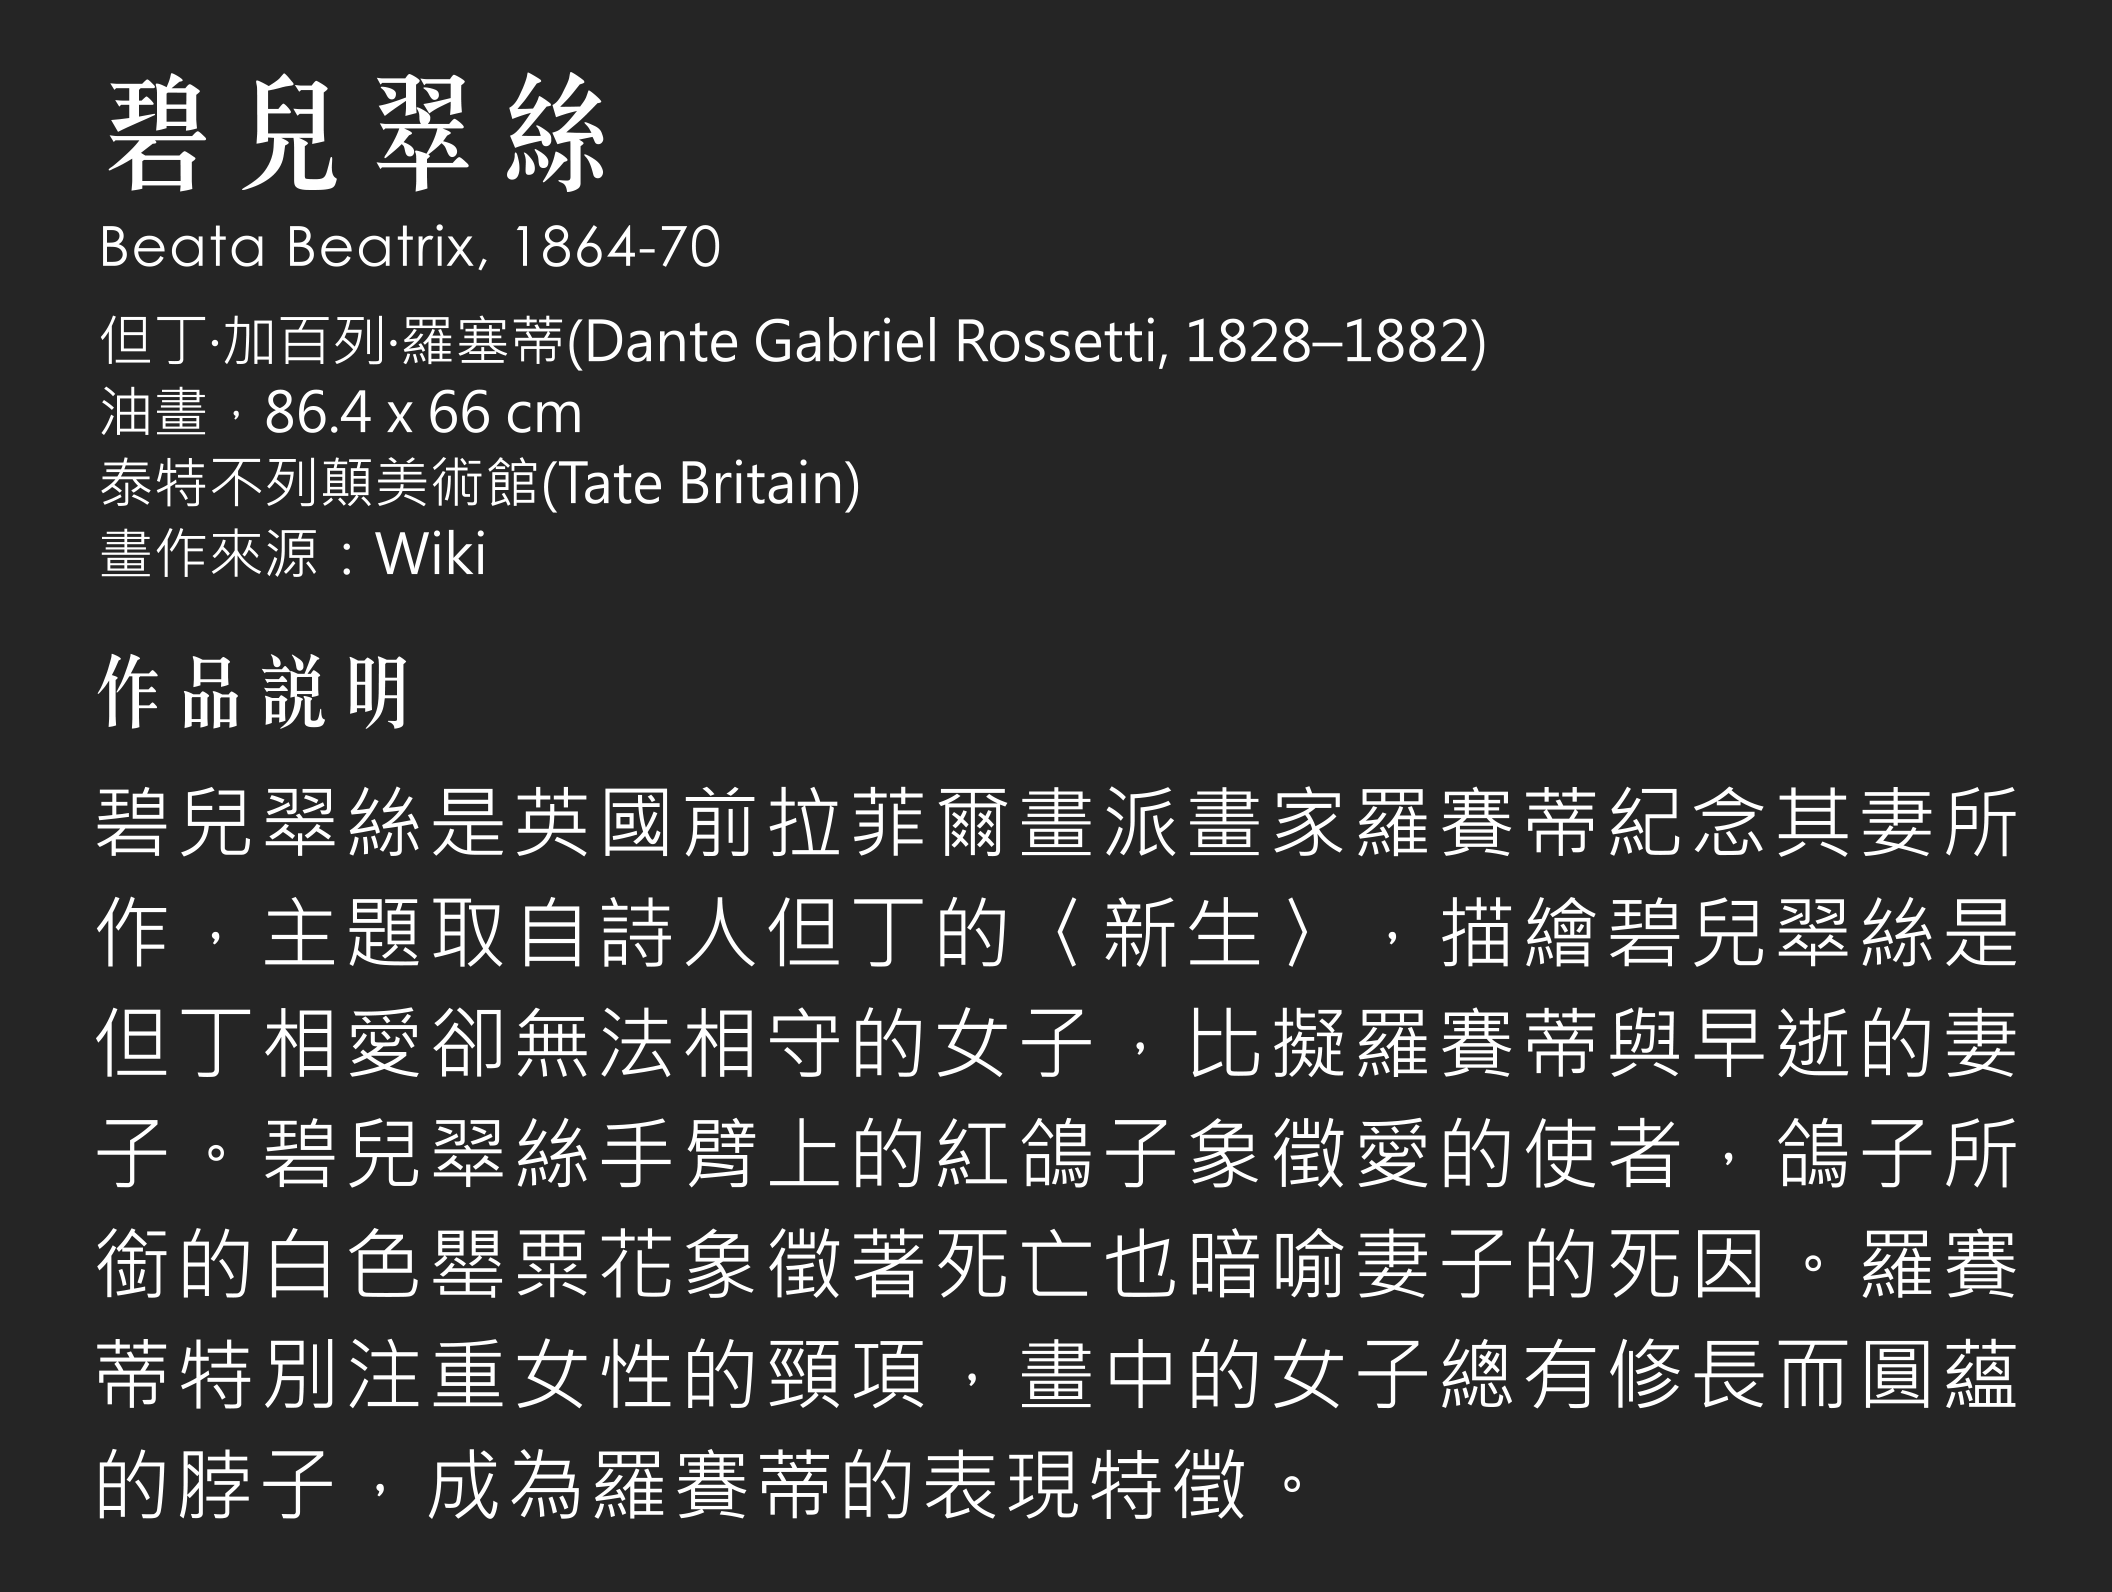 碧兒翠絲
Beata Beatrix, 1864-70
但丁·加百列·羅塞蒂(Dante Gabriel Rossetti, 1828–1882)
油畫，86.4 x 66 cm
泰特不列顛美術館(Tate Britain)
畫作來源：Wiki
作品說明
碧兒翠絲是英國前拉菲爾畫派畫家羅賽蒂紀念其妻所
作，主題取自詩人但丁的〈新生〉，描繪碧兒翠絲是
但丁相愛卻無法相守的女子，比擬羅賽蒂與早逝的妻
子。碧兒翠絲手臂上的紅鴿子象徵愛的使者，鴿子所
銜的白色罌粟花象徵著死亡也暗喻妻子的死因。羅賽
蒂特別注重女性的頸項，畫中的女子總有修長而圓蘊
的脖子，成為羅賽蒂的表現特徵。